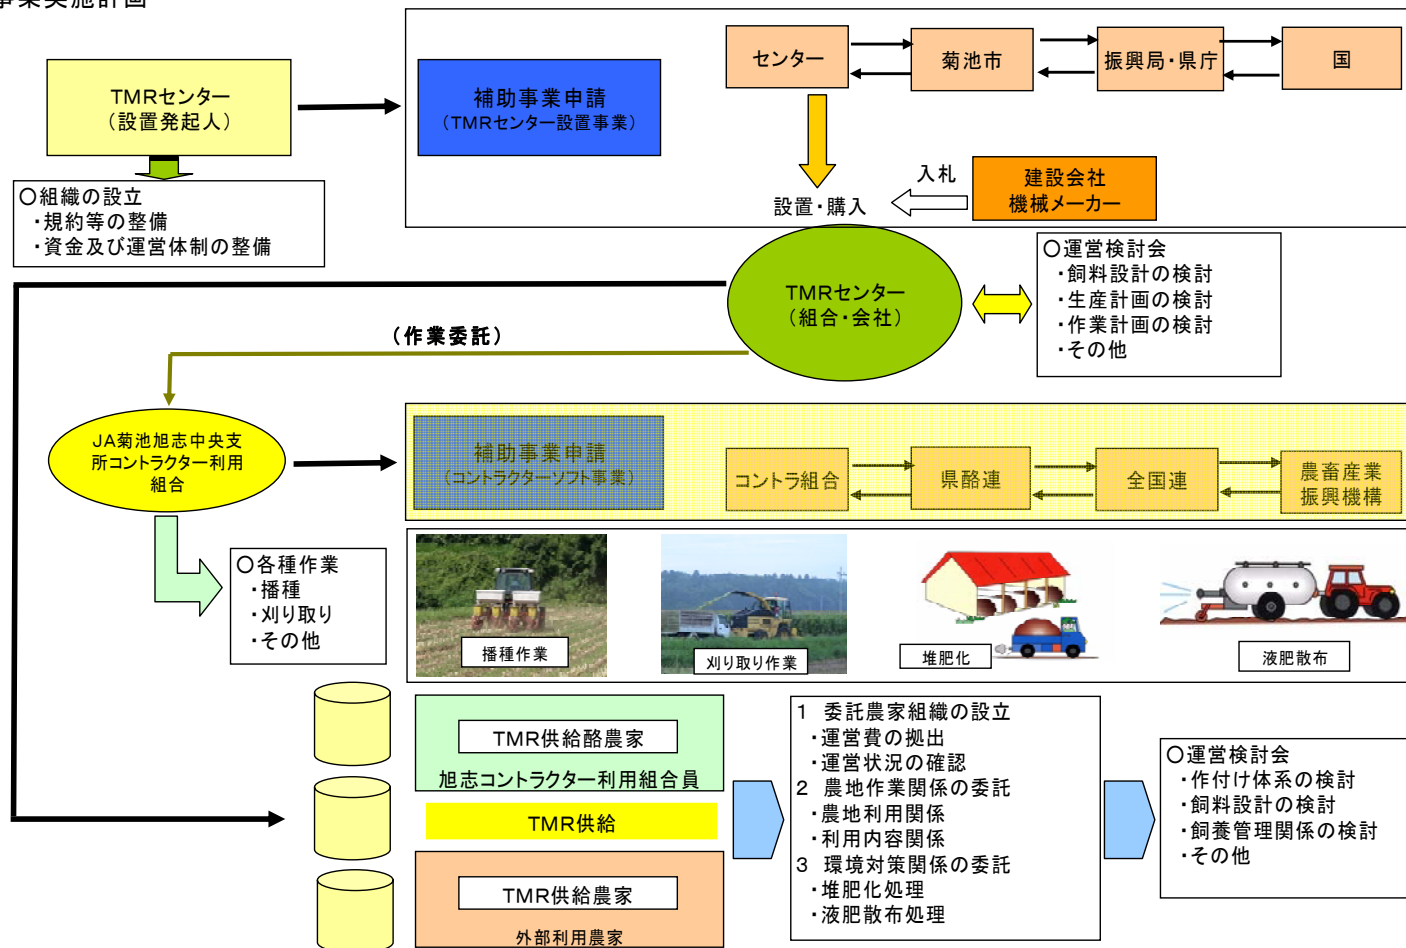 事業実施計画
TMRセンター
（設置発起人）
補助事業申請
（TMRセンター設置事業）
センター
菊池市
振興局・県庁
国
設置・購入
入札
建設会社
機械メーカー
○組織の設立
・規約等の整備
・資金及び運営体制の整備
TMRセンター
（組合・会社）
○運営検討会
・飼料設計の検討
・生産計画の検討
・作業計画の検討
・その他
（作業委託）
JA菊池旭志中央支
所コントラクター利用
組合
補助事業申請
（コントラクターソフト事業）
コントラ組合
県酪連
全国連
農畜産業
振興機構
○各種作業
・播種
・刈り取り
・その他
播種作業
刈り取り作業
堆肥化
液肥散布
TMR供給酪農家
旭志コントラクター利用組合員
TMR供給
TMR供給農家
外部利用農家
1 委託農家組織の設立
・運営費の拠出
・運営状況の確認
2 農地作業関係の委託
・農地利用関係
・利用内容関係
3 環境対策関係の委託
・堆肥化処理
・液肥散布処理
○運営検討会
・作付け体系の検討
・飼料設計の検討
・飼養管理関係の検討
・その他